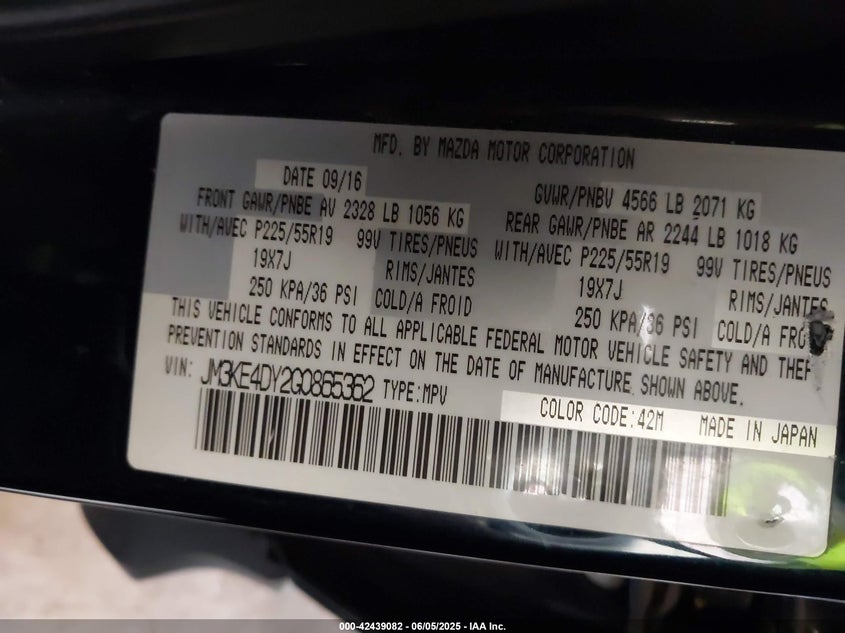 MFD. BY MAZDA MOTOR CORPORATION
DATE 09/16 GVWR/PNBV 4566 LB 2071 KG
FRONT GAWR/PNBE AV 2328 LB 1056 KG REAR GAWR/PNBE AR 2244 LB 1018 KG
WITH/AVEC P225/55R19 99V TIRES/PNEUS WITH/AVEC P225/55R19 99V TIRES/PNEUS
19X7J RIMS/JANTES 19X7J RIMS/JANTES
250 KPA/36 PSI COLD/A FROID 250 KPA/36 PSI COLD/A
THIS VEHICLE CONFORMS TO ALL APPLICABLE FEDERAL MOTOR VEHICLE SAFETY AND THEF
PREVENTION STANDARDS IN EFFECT ON THE DATE OF MANUFACTURE SHOWN ABOVE.
VIN: JM3KE4DY2G0865362 TYPE:MPV
COLOR CODE:42M MADE IN JAPAN
000-42439082 - 06/05/2025 - IAA Inc.